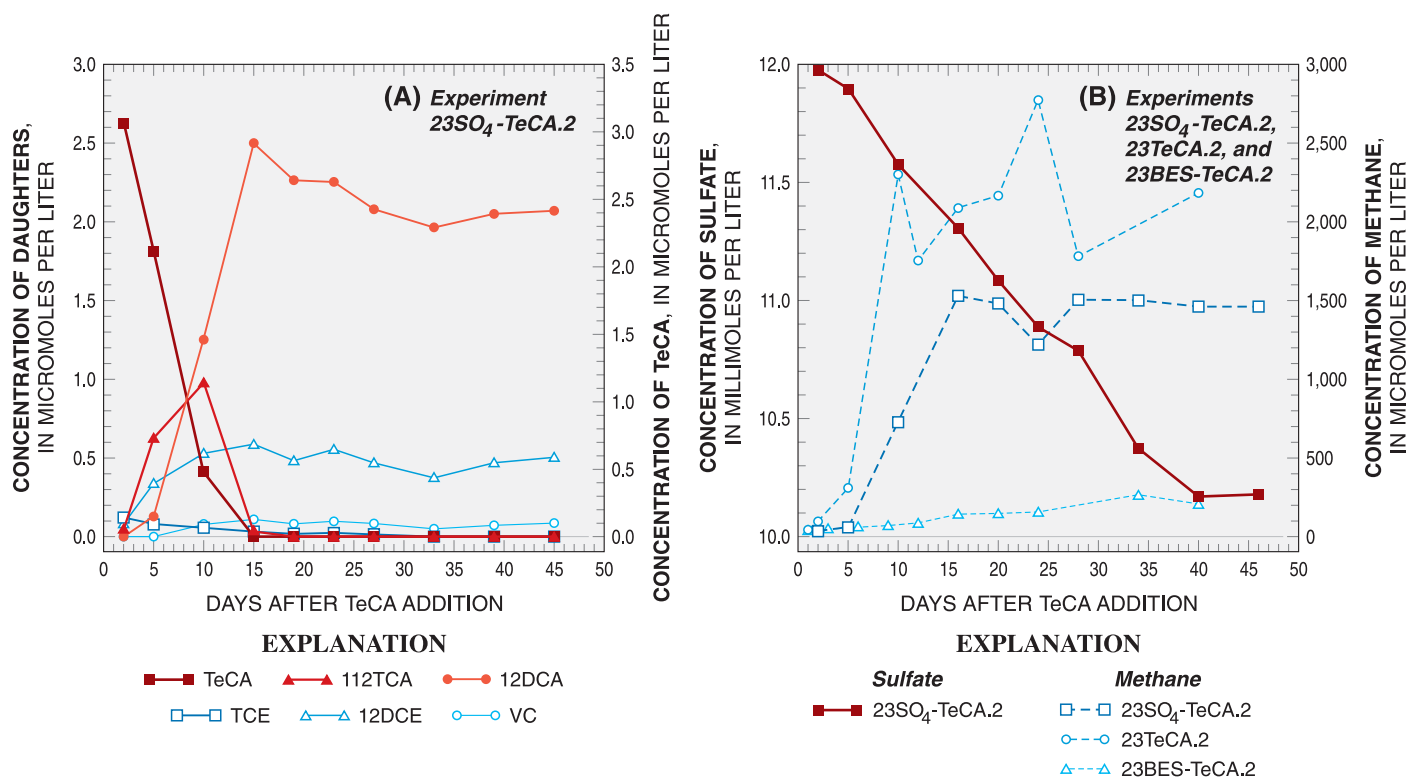 CONCENTRATION OF DAUGHTERS,
IN MICROMOLES PER LITER
3.0
2.5
2.0
1.5
1.0
0.5
0.0
(A) Experiment
23SO₄-TeCA.2
3.5
3.0
2.5
2.0
1.5
1.0
0.5
0.0
CONCENTRATION OF TeCA, IN MICROMOLES PER LITER
0 5 10 15 20 25 30 35 40 45 50
DAYS AFTER TeCA ADDITION
EXPLANATION
TeCA 112TCA 12DCA
TCE 12DCE VC
CONCENTRATION OF SULFATE,
IN MILLIMOLES PER LITER
12.0
11.5
11.0
10.5
10.0
(B) Experiments
23SO₄-TeCA.2,
23TeCA.2, and
23BES-TeCA.2
3,000
2,500
2,000
1,500
1,000
500
0
CONCENTRATION OF METHANE,
IN MICROMOLES PER LITER
0 5 10 15 20 25 30 35 40 45 50
DAYS AFTER TeCA ADDITION
EXPLANATION
Sulfate
23SO₄-TeCA.2
Methane
23SO₄-TeCA.2
23TeCA.2
23BES-TeCA.2